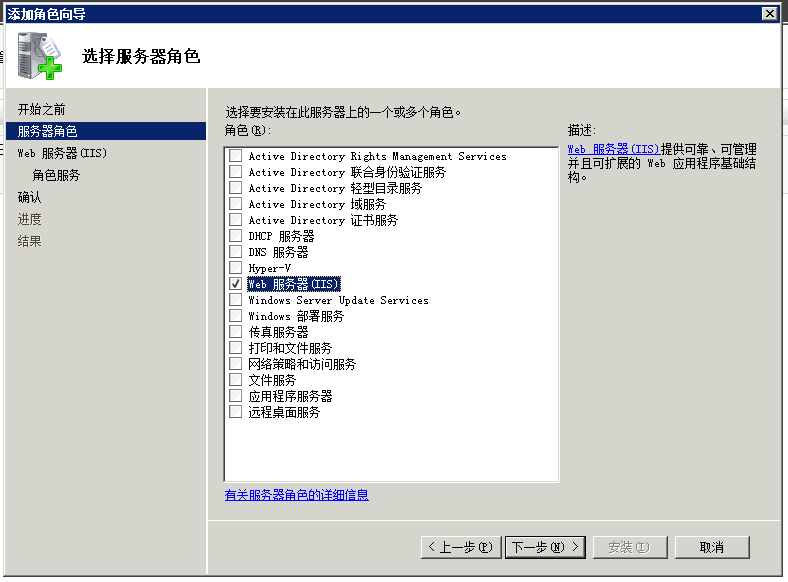 添加角色向导
选择服务器角色
开始之前
服务器角色
Web 服务器(IIS)
角色服务
确认
进度
结果
选择要安装在此服务器上的一个或多个角色。
角色(R):
Active Directory Rights Management Services
Active Directory 联合身份验证服务
Active Directory 轻型目录服务
Active Directory 域服务
Active Directory 证书服务
DHCP 服务器
DNS 服务器
Hyper-V
Web 服务器(IIS)
Windows Server Update Services
Windows 部署服务
传真服务器
打印和文件服务
网络策略和访问服务
文件服务
应用程序服务器
远程桌面服务
有关服务器角色的详细信息
描述:
Web 服务器(IIS)提供可靠、可管理
并且可扩展的 Web 应用程序基础结
构。
< 上一步(P)
下一步(N) >
安装(I)
取消